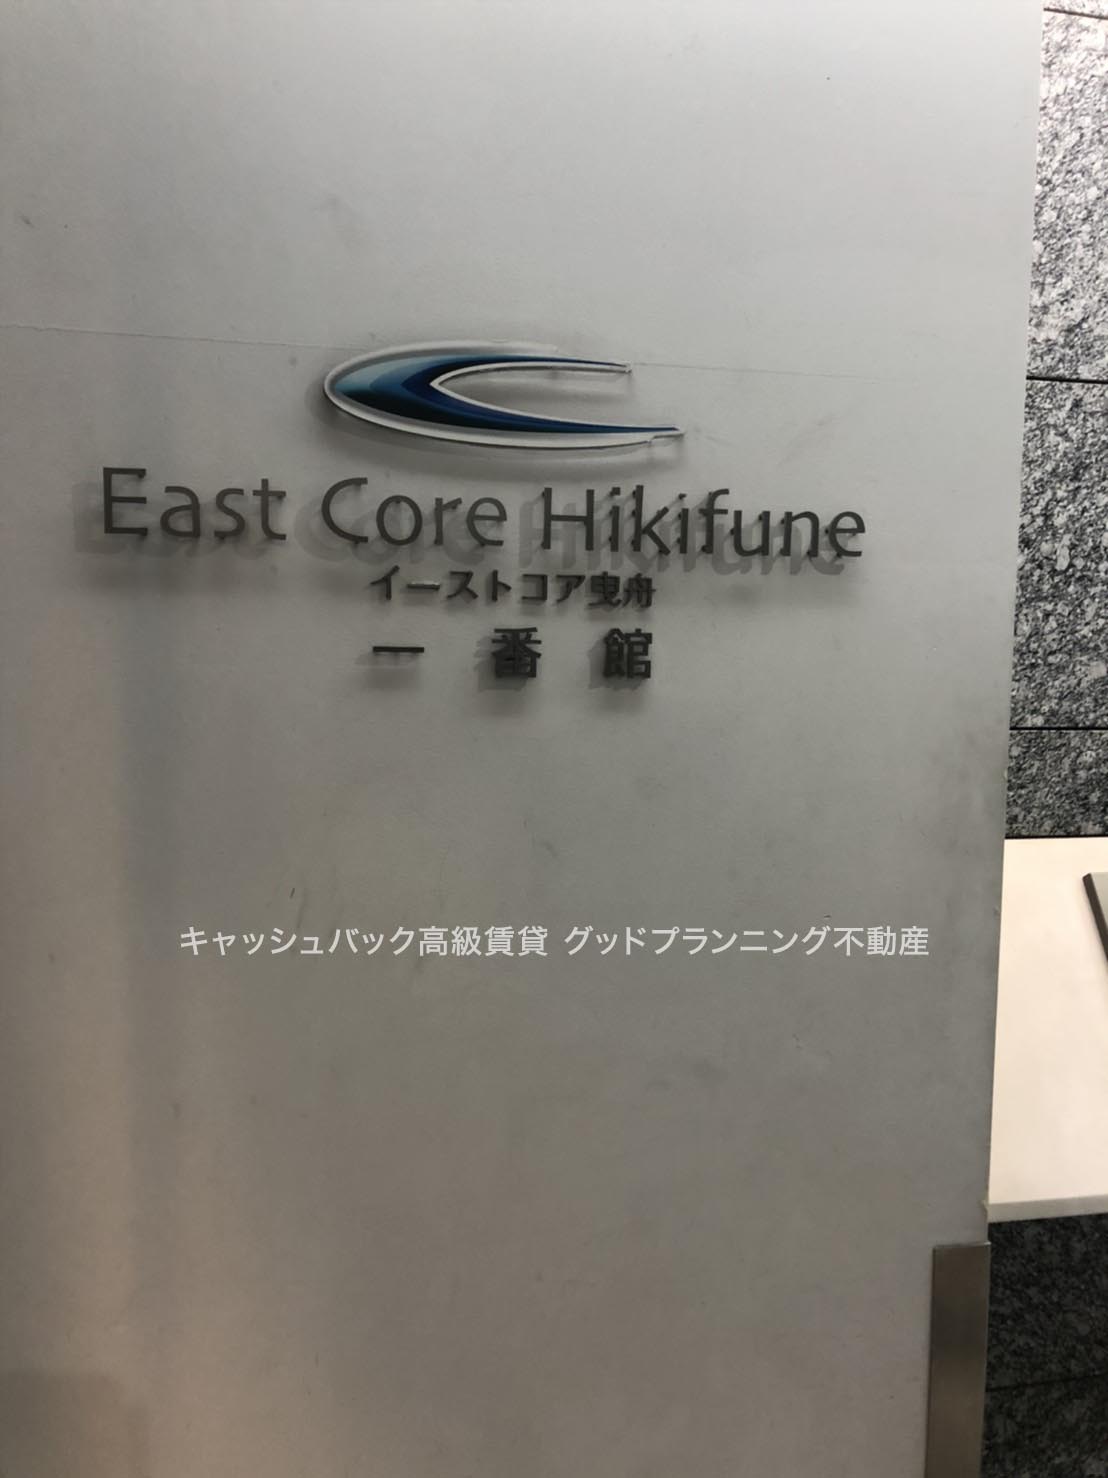 East Core Hikifune
イーストコア曳舟
一番館
キャッシュバック高級賃貸 グッドプランニング不動産